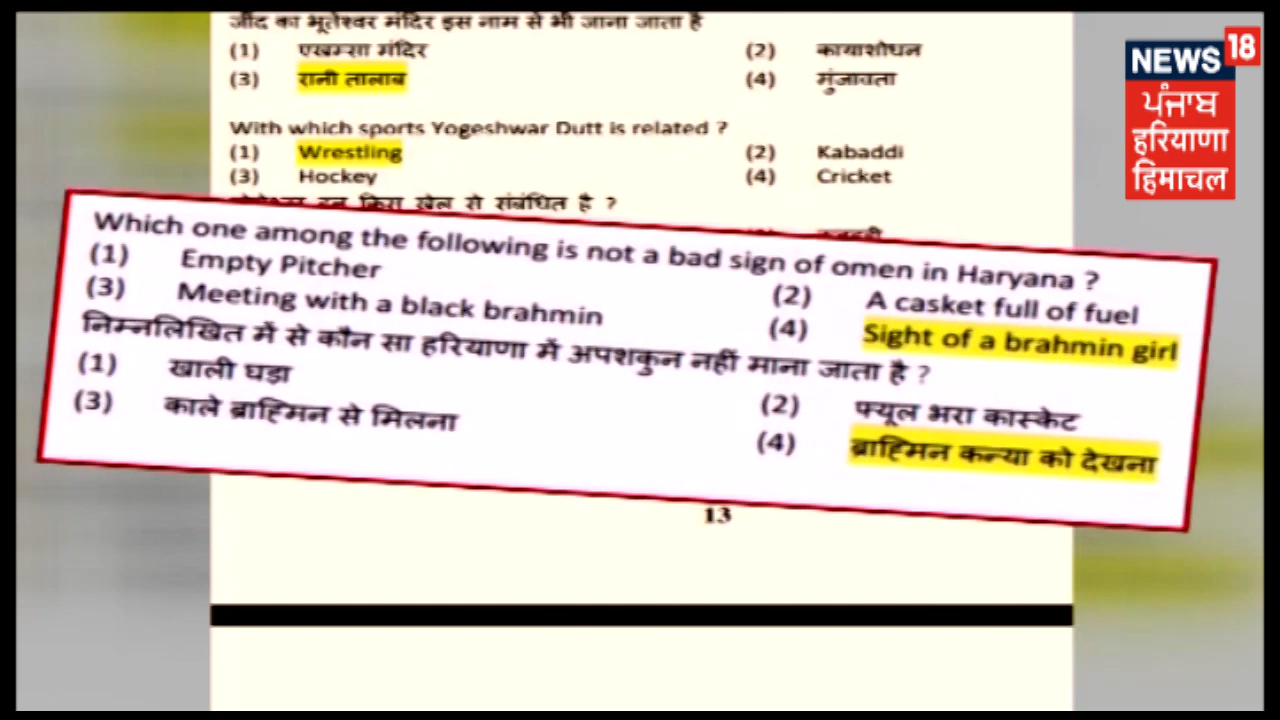 जींद का भूतेश्वर मंदिर इस नाम से भी जाना जाता है
(1) एखम्सा मंदिर (2) कायाशोधन
(3) रानी तालाब (4) मुंजावता
With which sports Yogeshwar Dutt is related ?
(1) Wrestling (2) Kabaddi
(3) Hockey (4) Cricket
किस खेल से संबंधित है ?
Which one among the following is not a bad sign of omen in Haryana ?
(1) Empty Pitcher (2) A casket full of fuel
(3) Meeting with a black brahmin (4) Sight of a brahmin girl
निम्नलिखित में से कौन सा हरियाणा में अपशकुन नहीं माना जाता है ?
(1) खाली घड़ा (2) फ्यूल भरा कास्केट
(3) काले ब्राह्मिन से मिलना (4) ब्राह्मिन कन्या को देखना
13
NEWS 18
ਪੰਜਾਬ
हरियाणा
हिमाचल